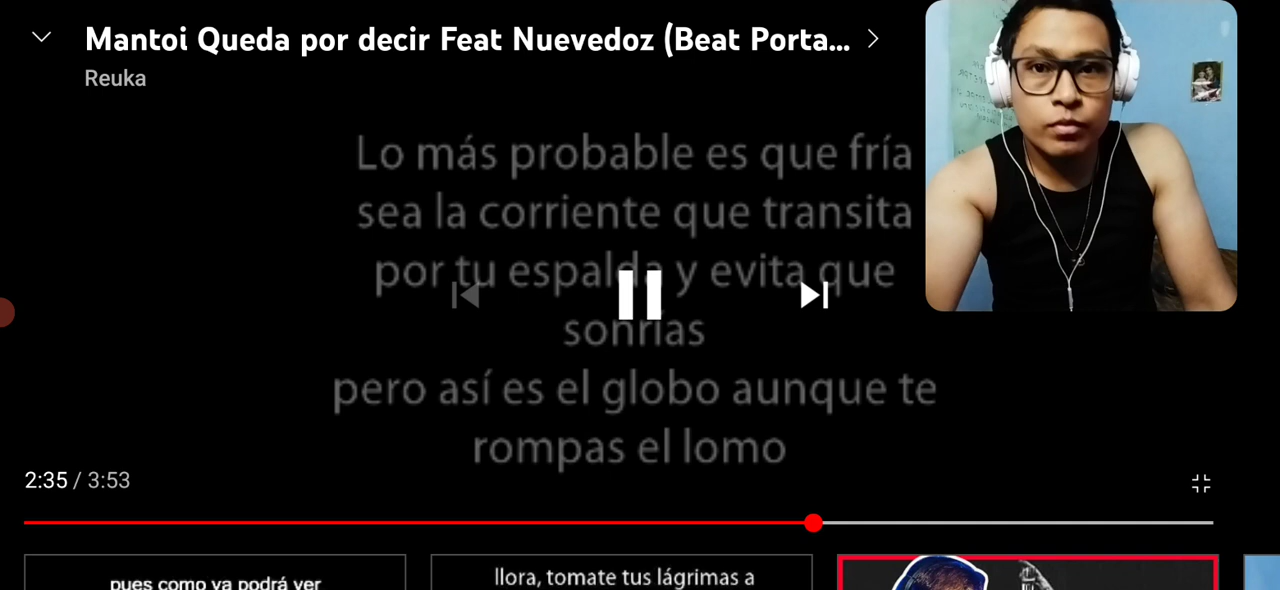 Mantoi Queda por decir Feat Nuevedoz (Beat Porta...
Reuka
Lo más probable es que fría
sea la corriente que transita
por tu espalda y evita que
sonrías
pero así es el globo aunque te
rompas el lomo
2:35 / 3:53
pues como ya podrá ver
llora, tomate tus lágrimas a